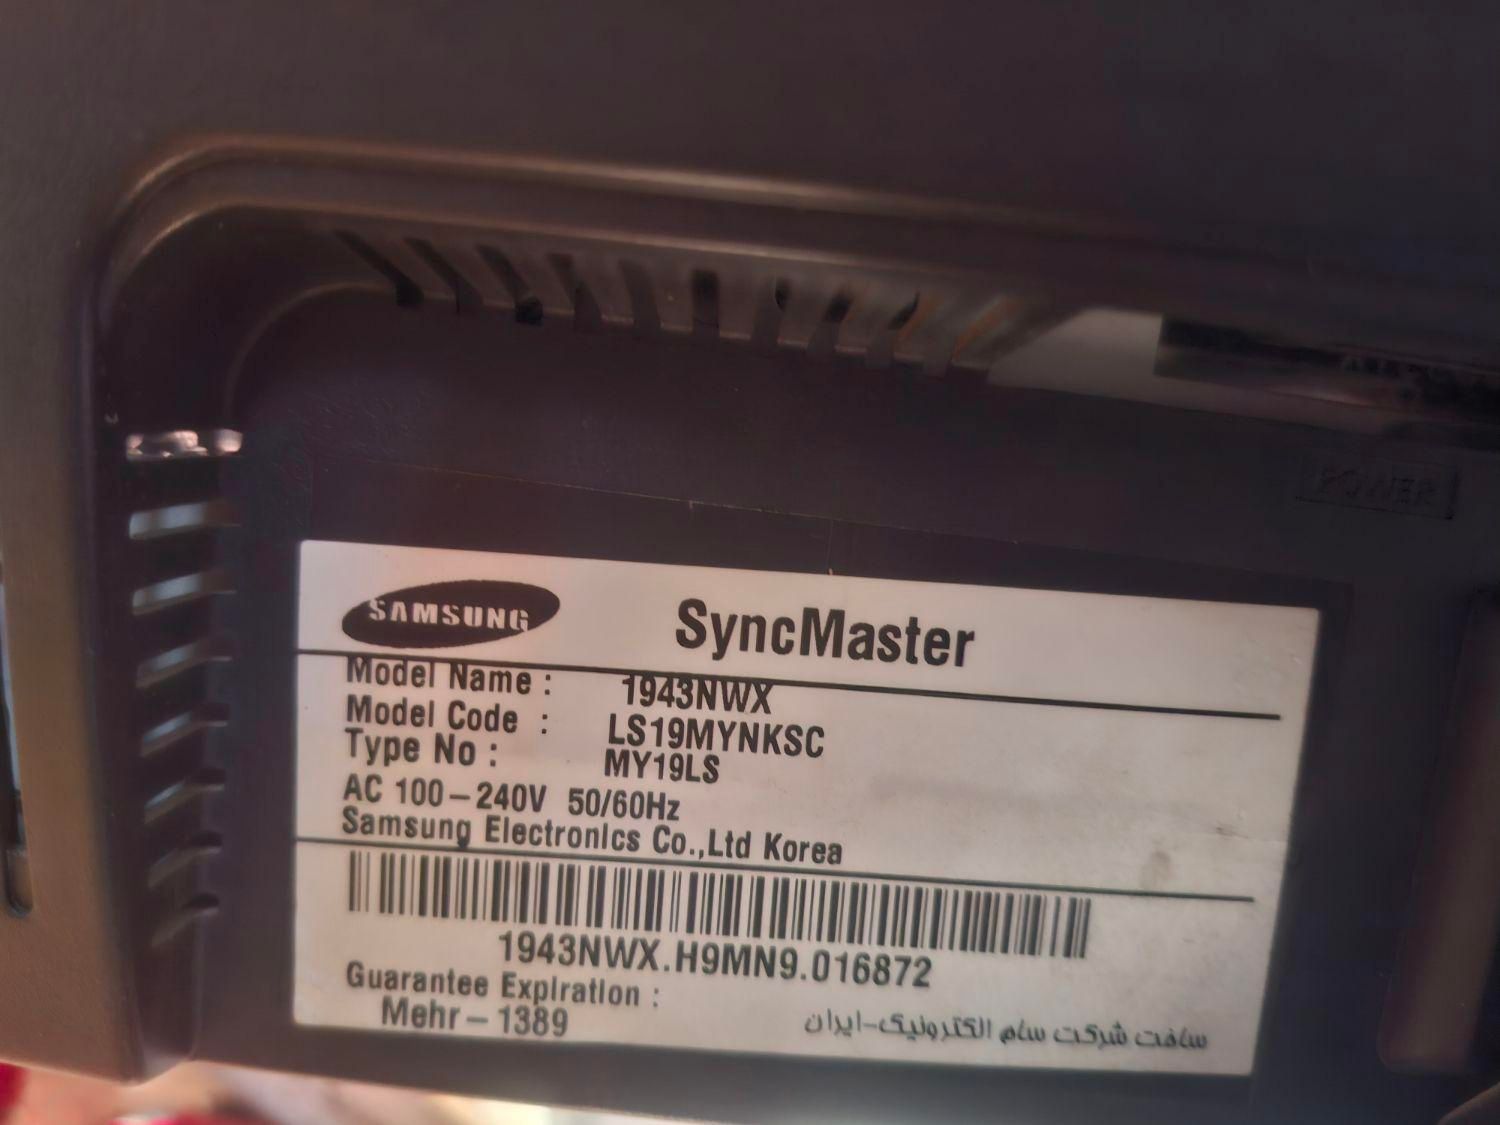 POWER
SAMSUNG SyncMaster
Model Name : 1943NWX
Model Code : LS19MYNKSC
Type No : MY19LS
AC 100-240V 50/60Hz
Samsung Electronics Co.,Ltd Korea
1943NWX.H9MN9.016872
Guarantee Expiration :
Mehr-1389
ساخت شرکت سام الکترونیک-ایران